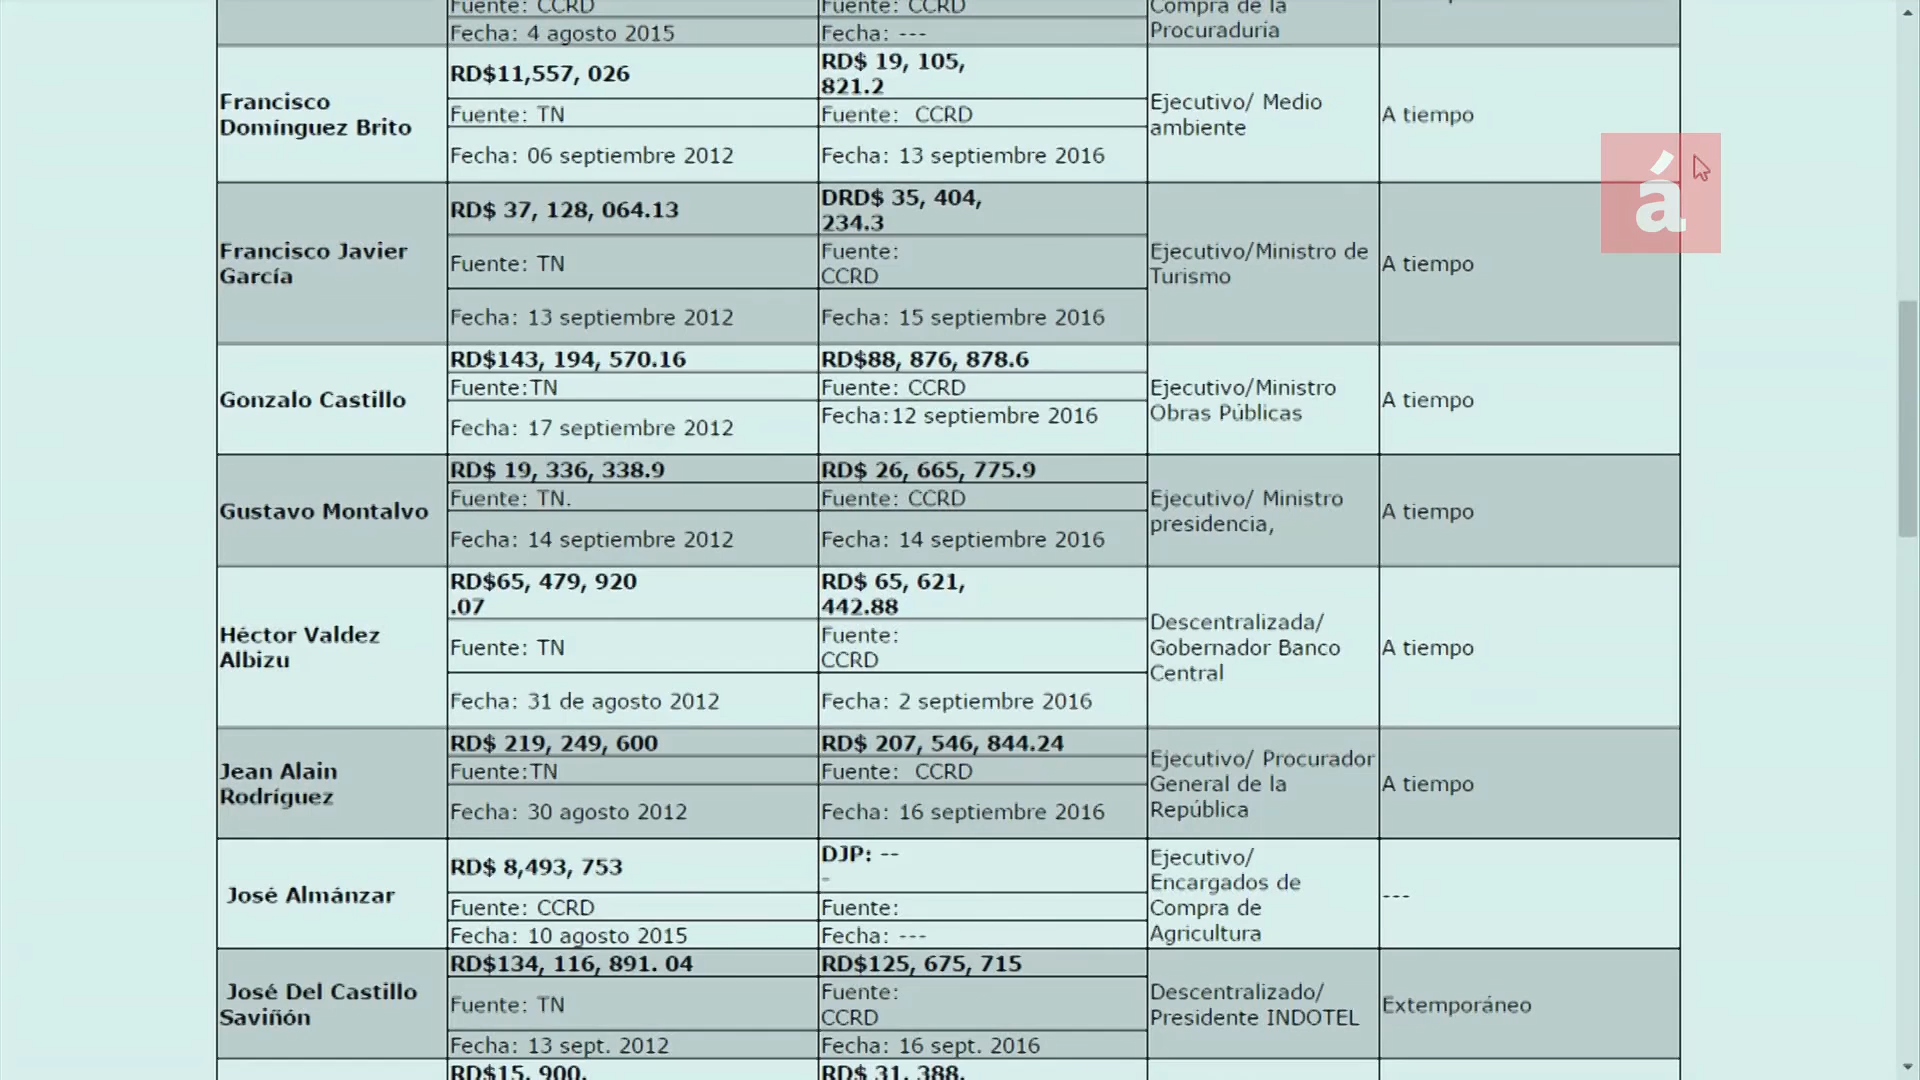 Fuente: CCRD
Fuente: CCRD
Compra de la
Procuraduría
Fecha: 4 agosto 2015
Fecha: ---
Francisco
Domínguez Brito
RD$11,557, 026
Fuente: TN
Fecha: 06 septiembre 2012
RD$ 19, 105,
821.2
Fuente:  CCRD
Fecha: 13 septiembre 2016
Ejecutivo/ Medio
ambiente
A tiempo
á
Francisco Javier
García
RD$ 37, 128, 064.13
Fuente: TN
Fecha: 13 septiembre 2012
DRD$ 35, 404,
234.3
Fuente:
CCRD
Fecha: 15 septiembre 2016
Ejecutivo/Ministro de
Turismo
A tiempo
Gonzalo Castillo
RD$143, 194, 570.16
Fuente:TN
Fecha: 17 septiembre 2012
RD$88, 876, 878.6
Fuente: CCRD
Fecha:12 septiembre 2016
Ejecutivo/Ministro
Obras Públicas
A tiempo
Gustavo Montalvo
RD$ 19, 336, 338.9
Fuente: TN.
Fecha: 14 septiembre 2012
RD$ 26, 665, 775.9
Fuente: CCRD
Fecha: 14 septiembre 2016
Ejecutivo/ Ministro
presidencia,
A tiempo
Héctor Valdez
Albizu
RD$65, 479, 920
.07
Fuente: TN
Fecha: 31 de agosto 2012
RD$ 65, 621,
442.88
Fuente:
CCRD
Fecha: 2 septiembre 2016
Descentralizada/
Gobernador Banco
Central
A tiempo
Jean Alain
Rodríguez
RD$ 219, 249, 600
Fuente:TN
Fecha: 30 agosto 2012
RD$ 207, 546, 844.24
Fuente:  CCRD
Fecha: 16 septiembre 2016
Ejecutivo/ Procurador
General de la
República
A tiempo
José Almánzar
RD$ 8,493, 753
Fuente: CCRD
Fecha: 10 agosto 2015
DJP: --
-
Fuente:
Fecha: ---
Ejecutivo/
Encargados de
Compra de
Agricultura
---
José Del Castillo
Saviñón
RD$134, 116, 891. 04
Fuente: TN
Fecha: 13 sept. 2012
RD$125, 675, 715
Fuente:
CCRD
Fecha: 16 sept. 2016
Descentralizado/
Presidente INDOTEL
Extemporáneo
RD$15, 900,
RD$ 31, 388,